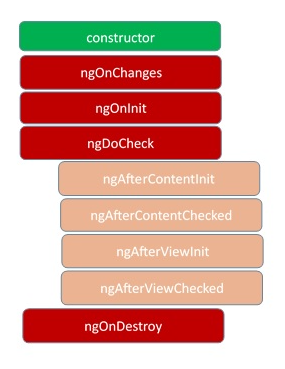 constructor
ngOnChanges
ngOnInit
ngDoCheck
ngAfterContentInit
ngAfterContentChecked
ngAfterViewInit
ngAfterViewChecked
ngOnDestroy